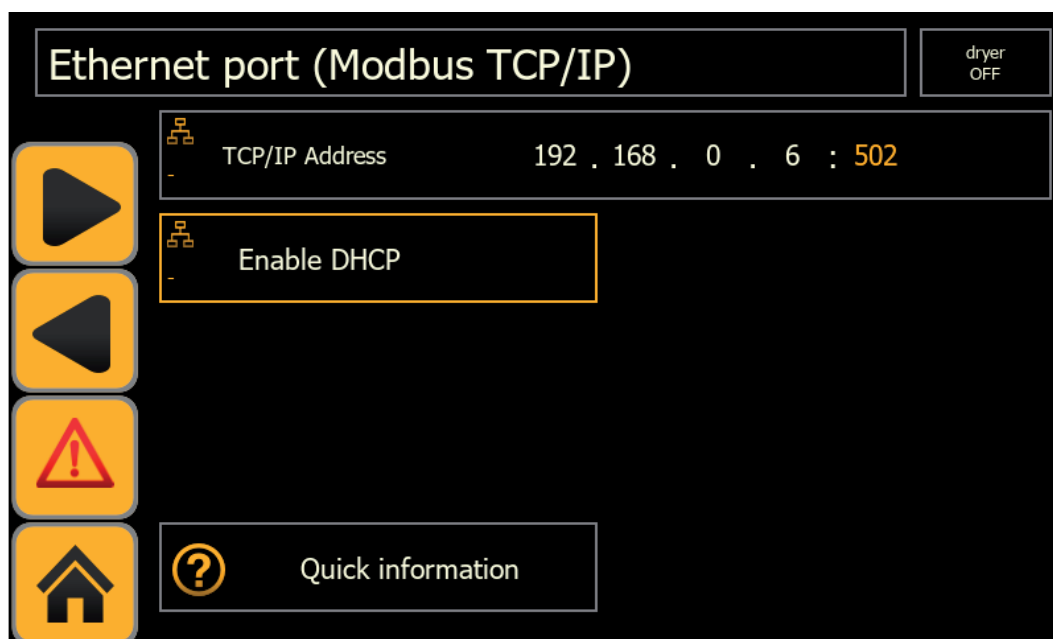 Ethernet port (Modbus TCP/IP)
dryer
OFF
TCP/IP Address 192 . 168 . 0 . 6 : 502
-
Enable DHCP
-
Quick information